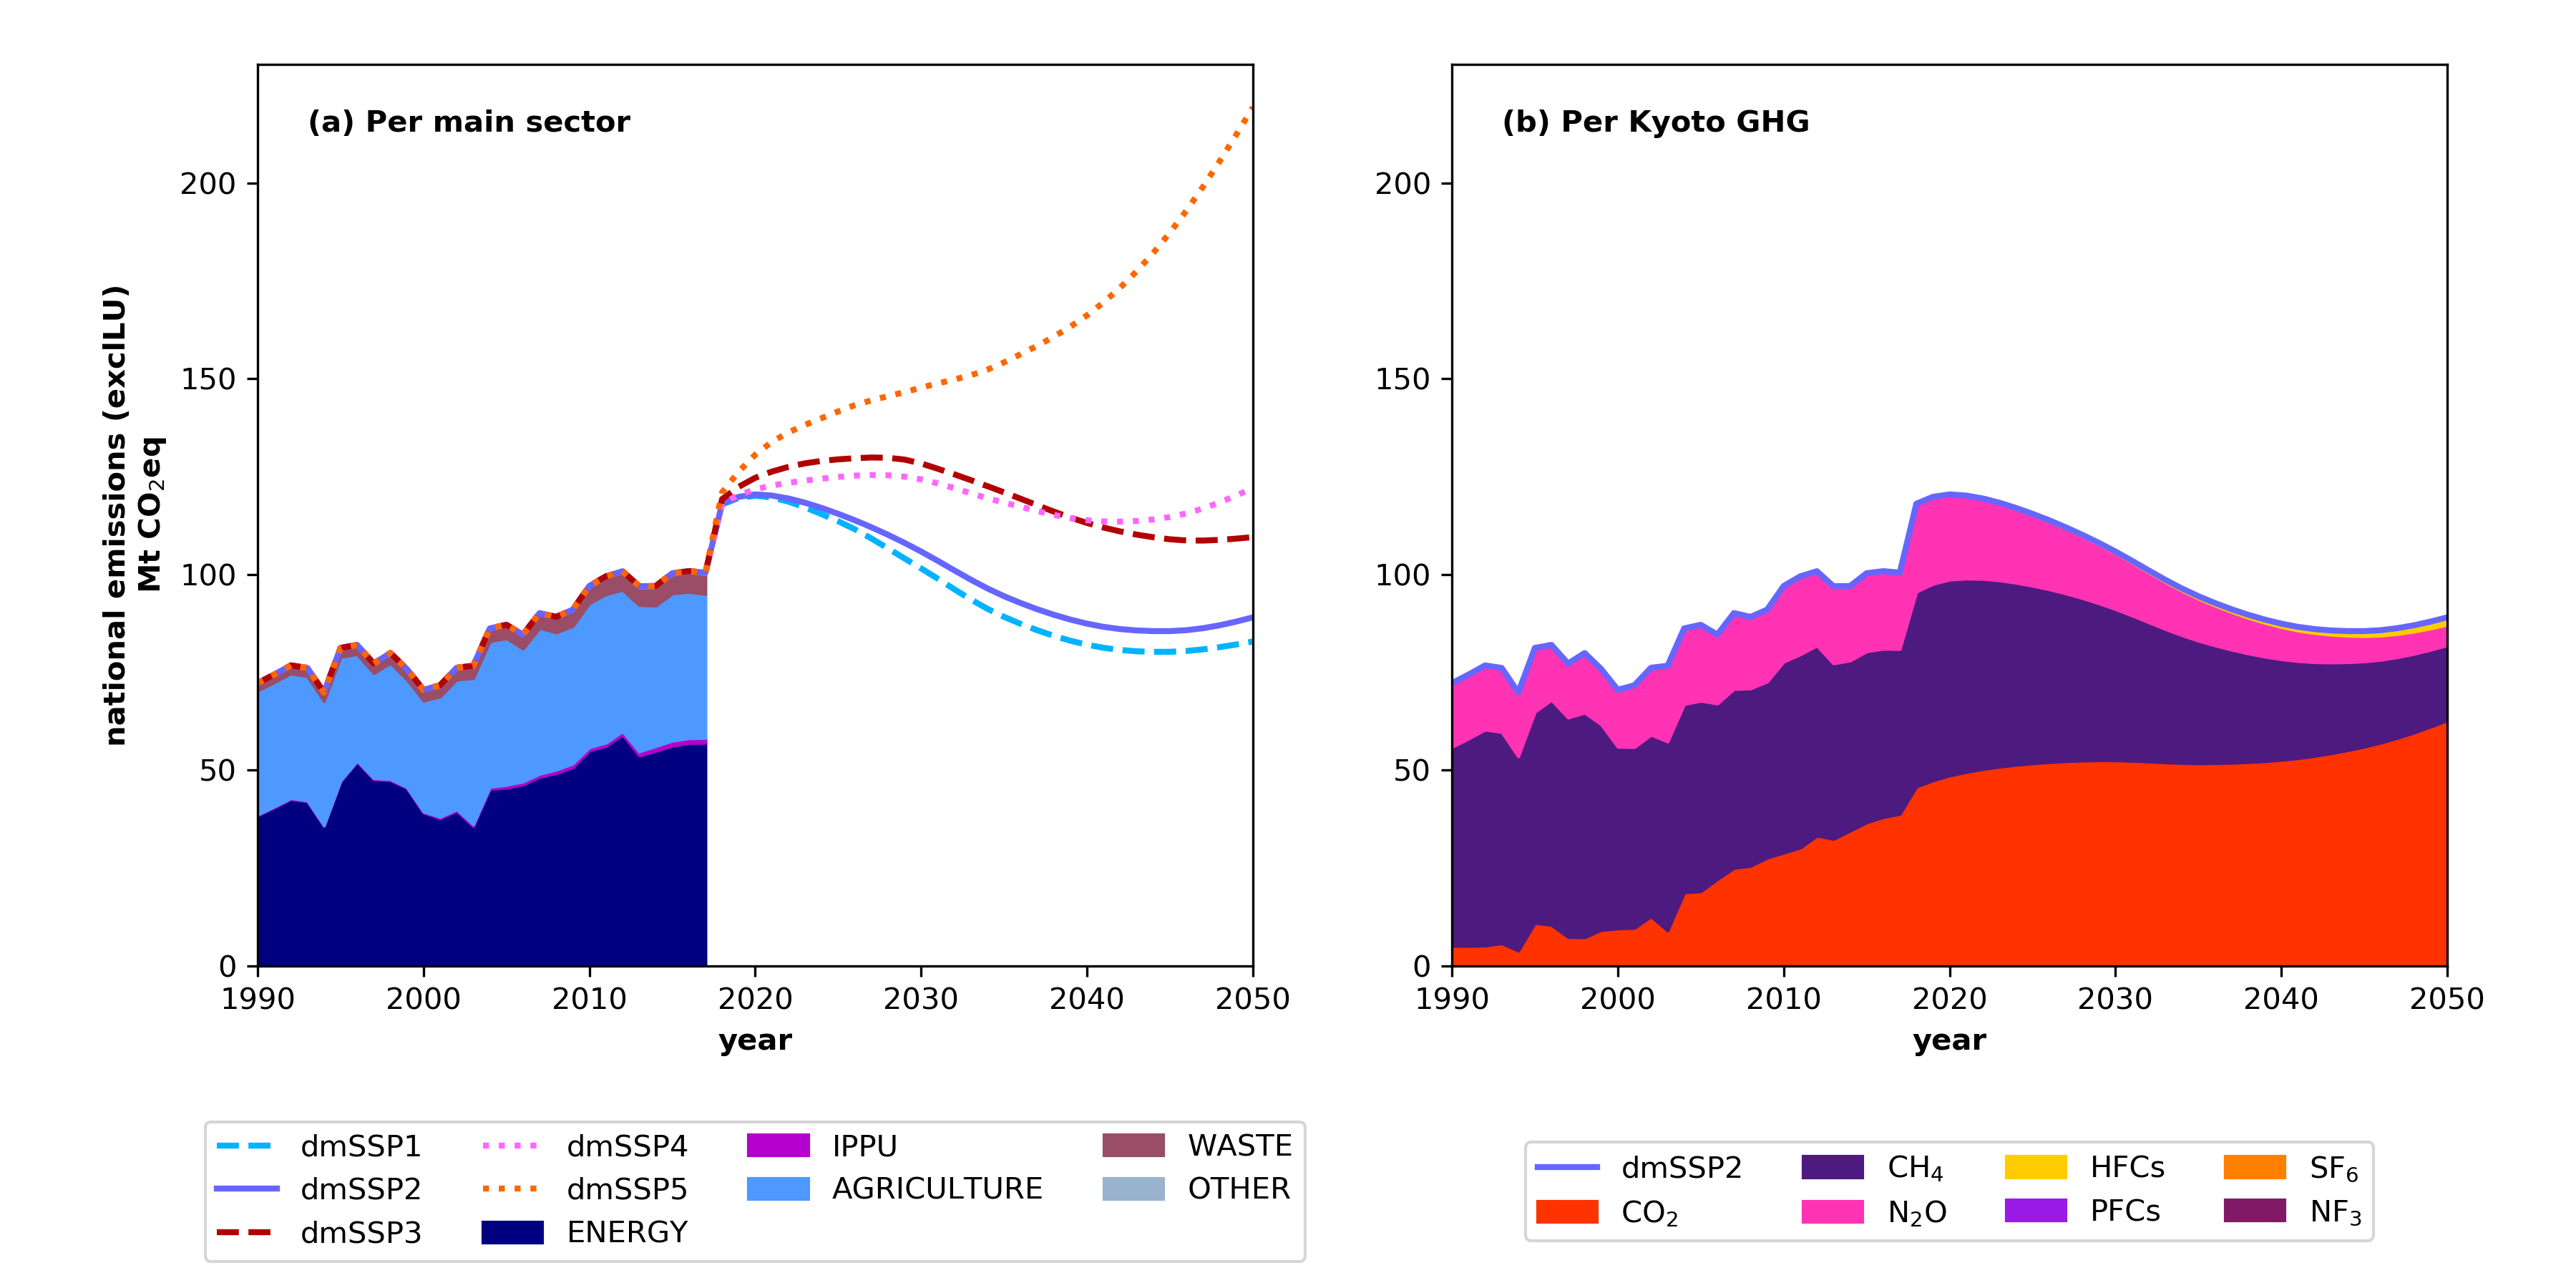 (a) Per main sector
200
150
100
50
0
1990 2000 2010 2020 2030 2040 2050
year
national emissions (exclLU)
Mt CO₂eq
dmSSP1 dmSSP4 IPPU WASTE
dmSSP2 dmSSP5 AGRICULTURE OTHER
dmSSP3 ENERGY
(b) Per Kyoto GHG
200
150
100
50
0
1990 2000 2010 2020 2030 2040 2050
year
dmSSP2 CH₄ HFCs SF₆
CO₂ N₂O PFCs NF₃